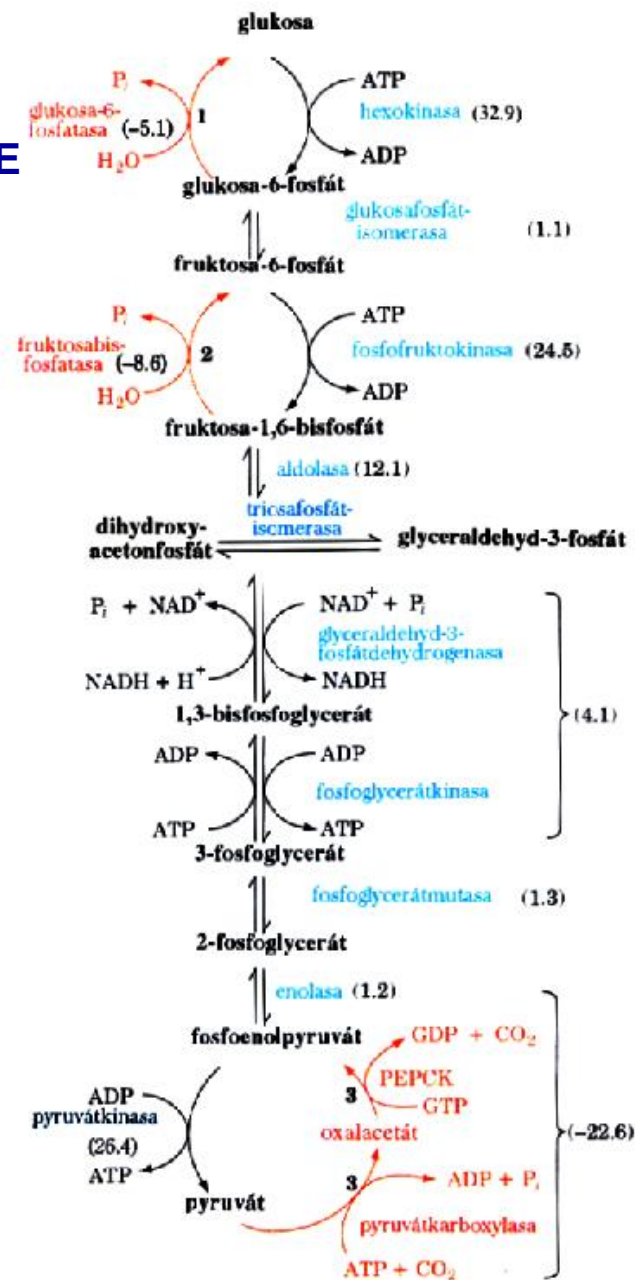 glukosa
P𝑖
ATP
glukosa-6-
fosfatasa (–5.1)
1
hexokinasa (32.9)
E
H₂O
ADP
glukosa-6-fosfát
glukosafosfát-
isomerasa (1.1)
fruktosa-6-fosfát
P𝑖
ATP
fruktosabis-
fosfatasa (–8.6)
2
fosfofruktokinasa (24.5)
H₂O
ADP
fruktosa-1,6-bisfosfát
aldolasa (12.1)
triosafosfát-
isomerasa
dihydroxy-
acetonfosfát
glyceraldehyd-3-fosfát
P𝑖 + NAD⁺
NAD⁺ + P𝑖
glyceraldehyd-3-
fosfátdehydrogenasa
NADH + H⁺
NADH
1,3-bisfosfoglycerát
(4.1)
ADP
ADP
fosfoglycerátkinasa
ATP
ATP
3-fosfoglycerát
fosfoglycerátmutasa (1.3)
2-fosfoglycerát
enolasa (1.2)
fosfoenolpyruvát
GDP + CO₂
ADP
pyruvátkinasa
(26.4)
ATP
3
PEPCK
GTP
oxalacetát
(–22.6)
3
ADP + P𝑖
pyruvát
pyruvátkarboxylasa
ATP + CO₂